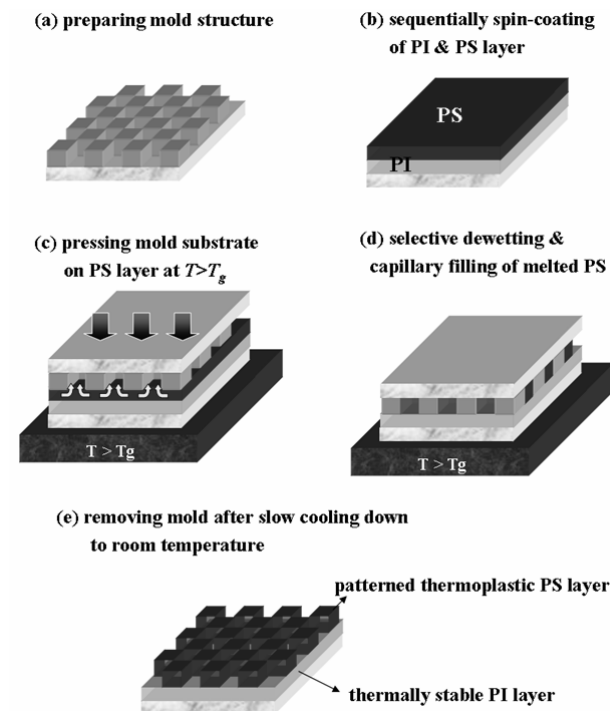 (a) preparing mold structure
(b) sequentially spin-coating
of PI & PS layer
PS
PI
(c) pressing mold substrate
on PS layer at T>Tg
T > Tg
(d) selective dewetting &
capillary filling of melted PS
T > Tg
(e) removing mold after slow cooling down
to room temperature
patterned thermoplastic PS layer
thermally stable PI layer